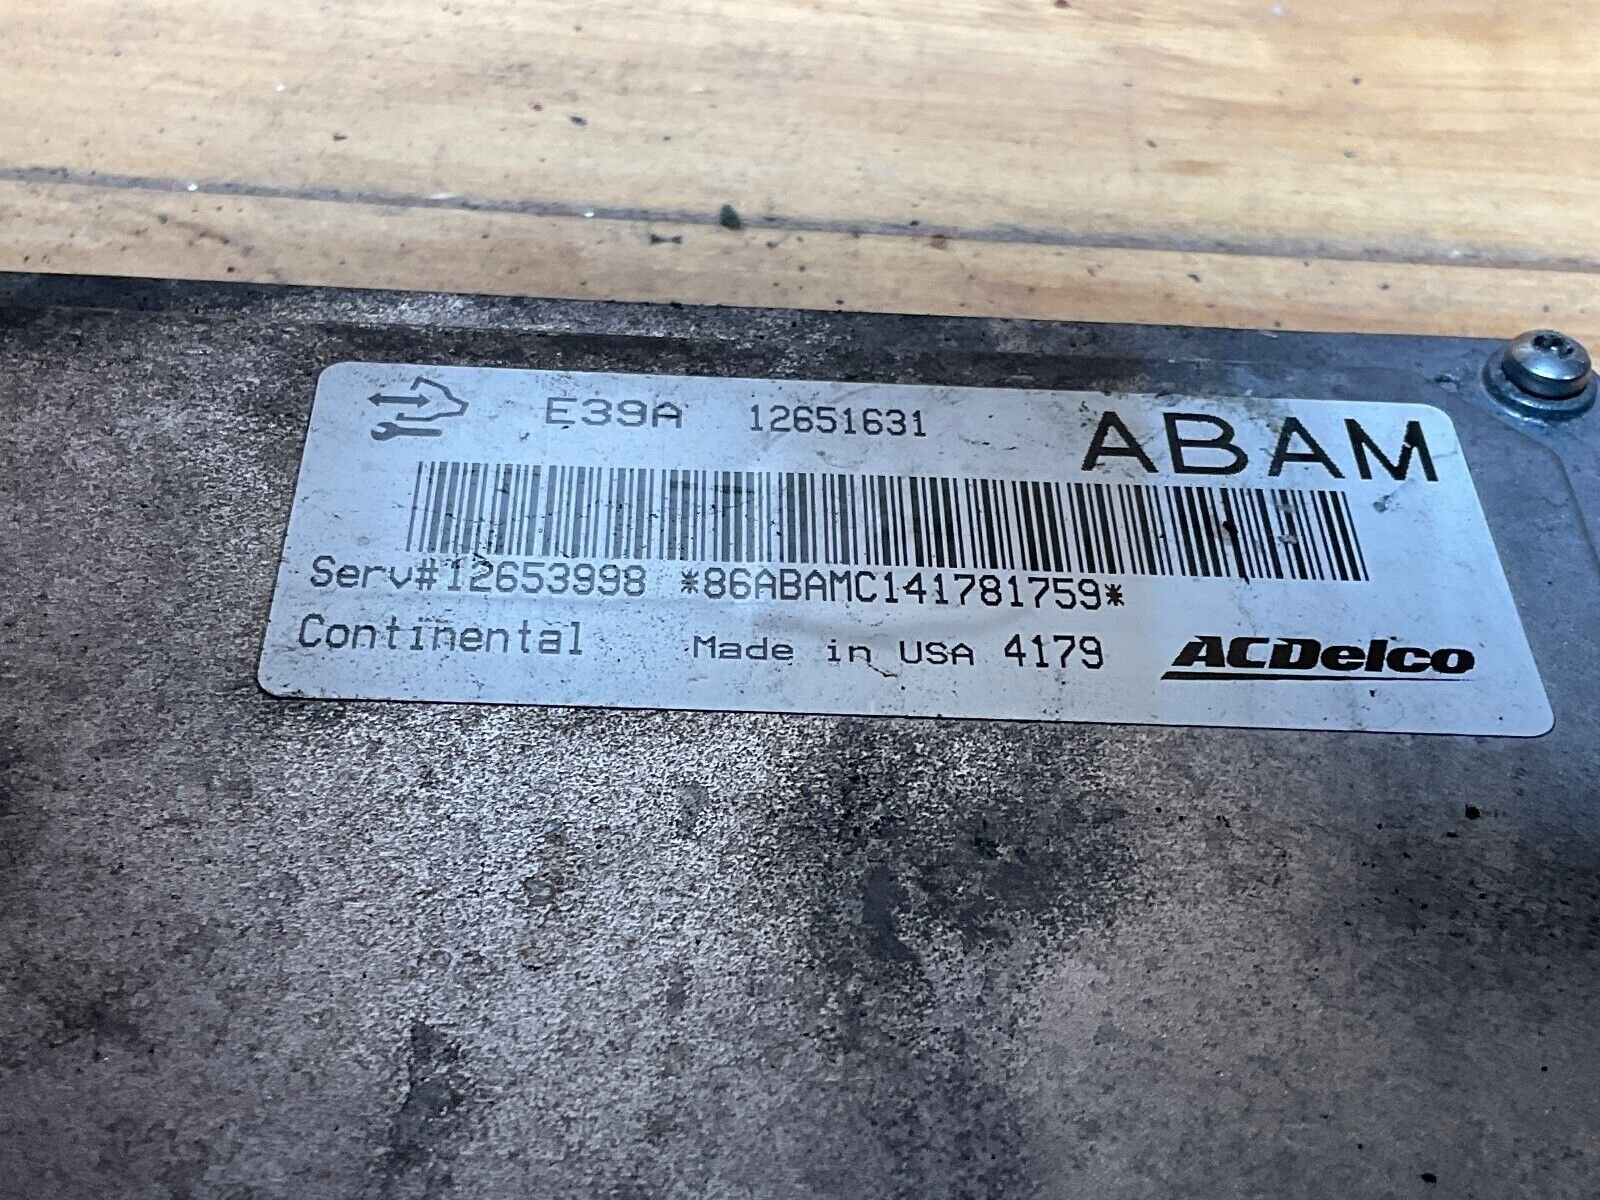 E39A 12651631 ABAM
Serv#12653998 *86ABAMC141781759*
Continental Made in USA 4179 ACDelco